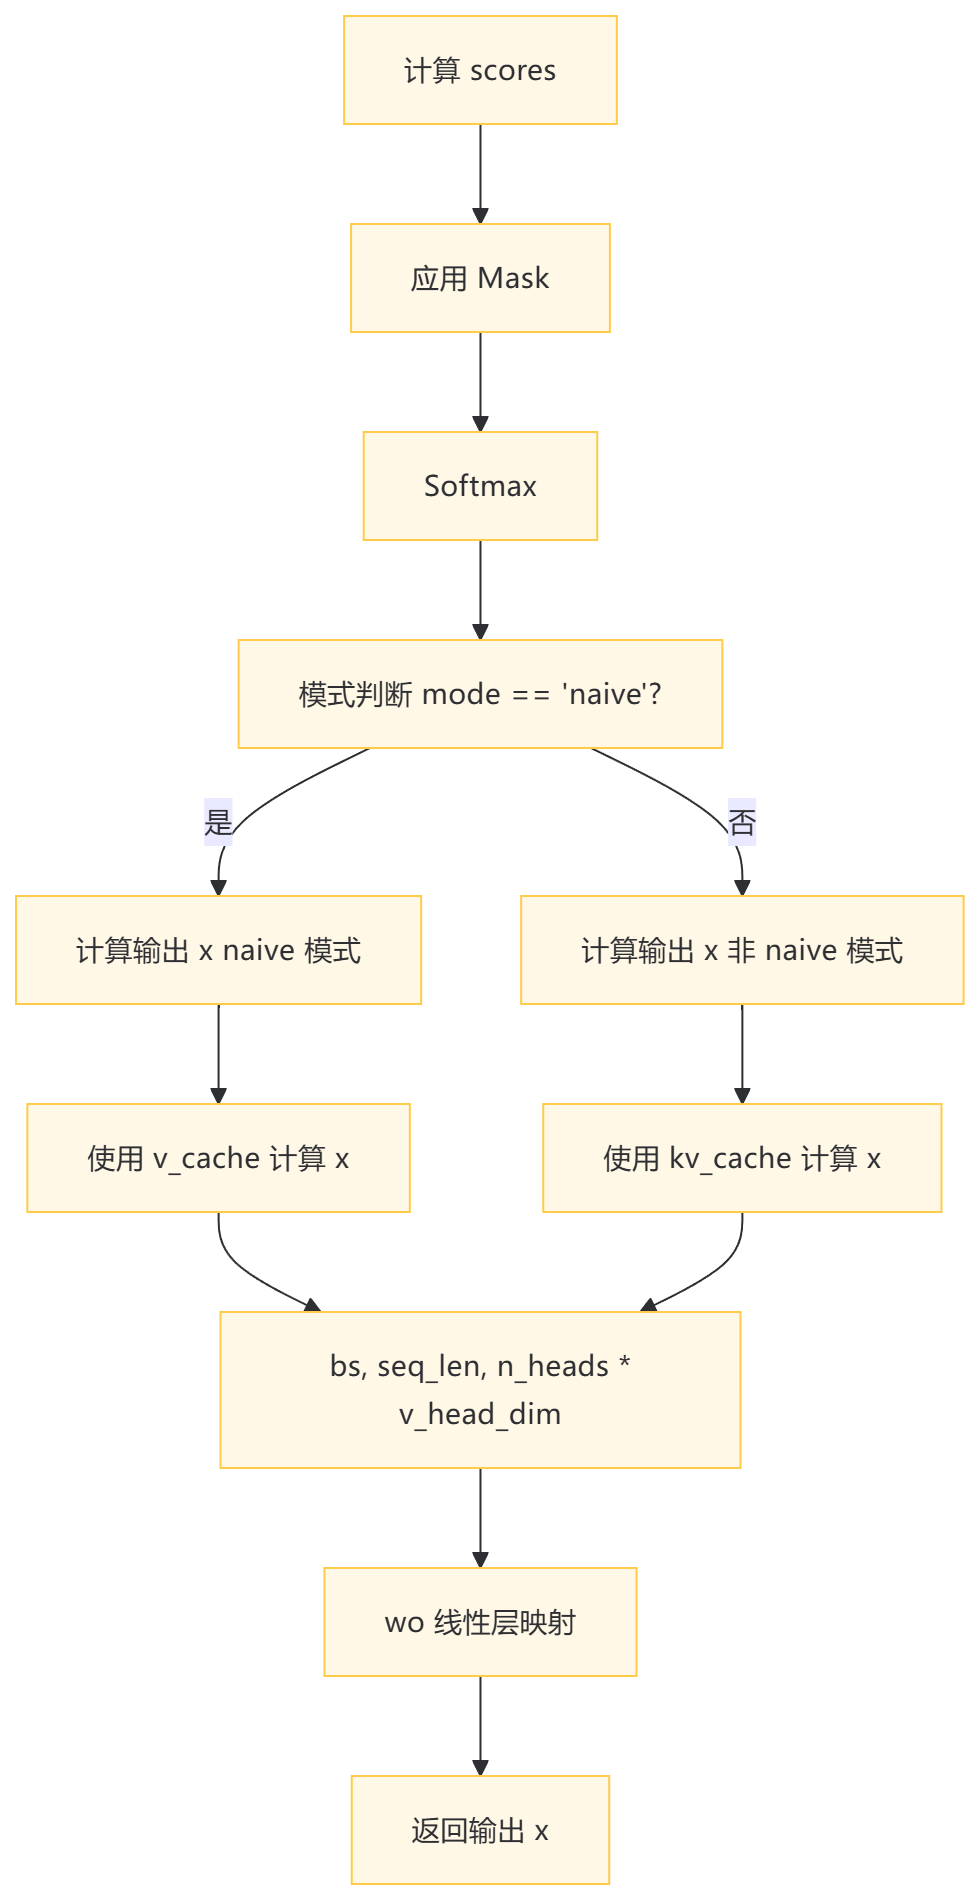 计算 scores
应用 Mask
Softmax
模式判断 mode == 'naive'?
是
否
计算输出 x naive 模式
计算输出 x 非 naive 模式
使用 v_cache 计算 x
使用 kv_cache 计算 x
bs, seq_len, n_heads *
v_head_dim
wo 线性层映射
返回输出 x